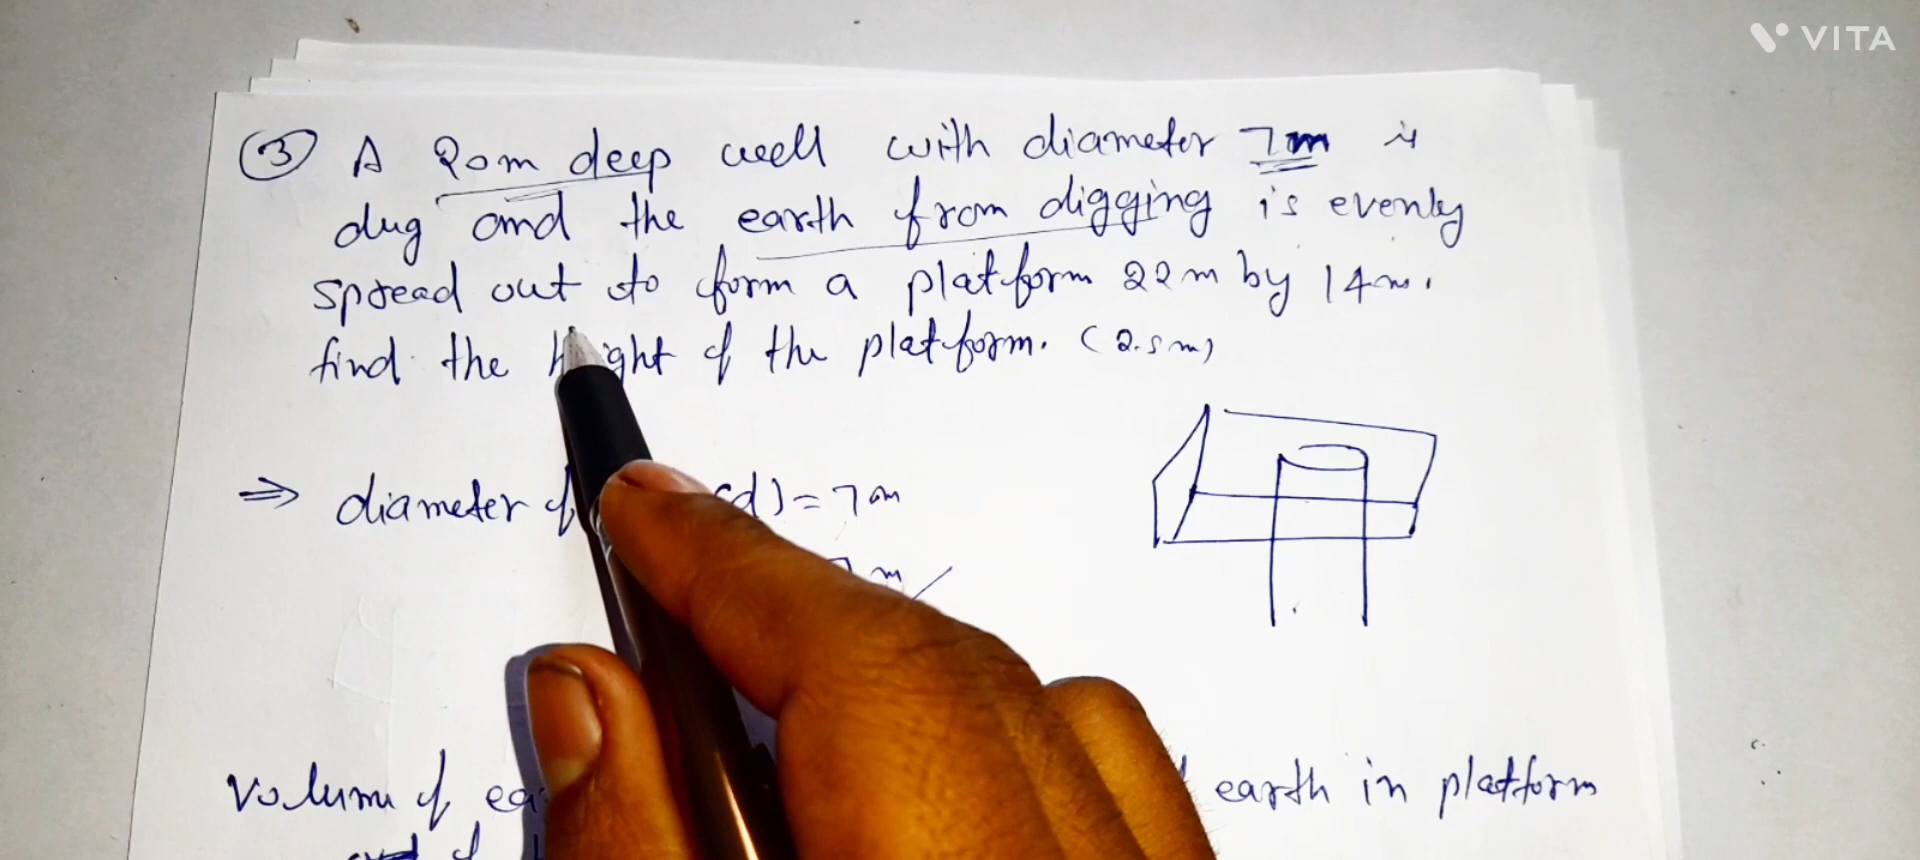 VITA
③ A 20m deep well with diameter 7m is
dug and the earth from digging is evenly
spread out to form a platform 22m by 14m.
find the height of the platform. (2.5m)
⇒ diameter of (d) = 7m
m
volume of earth in platform